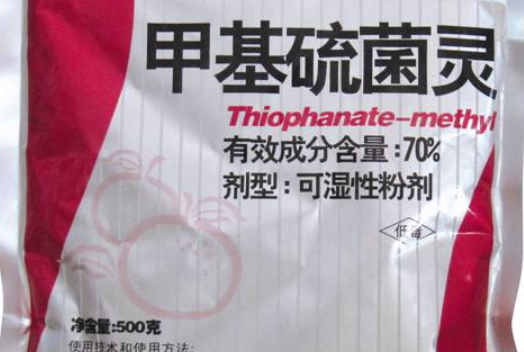 甲基硫菌灵
Thiophanate-methyl
有效成分含量:70%
剂型:可湿性粉剂
低毒
净含量:500克
使用技术和使用方法: